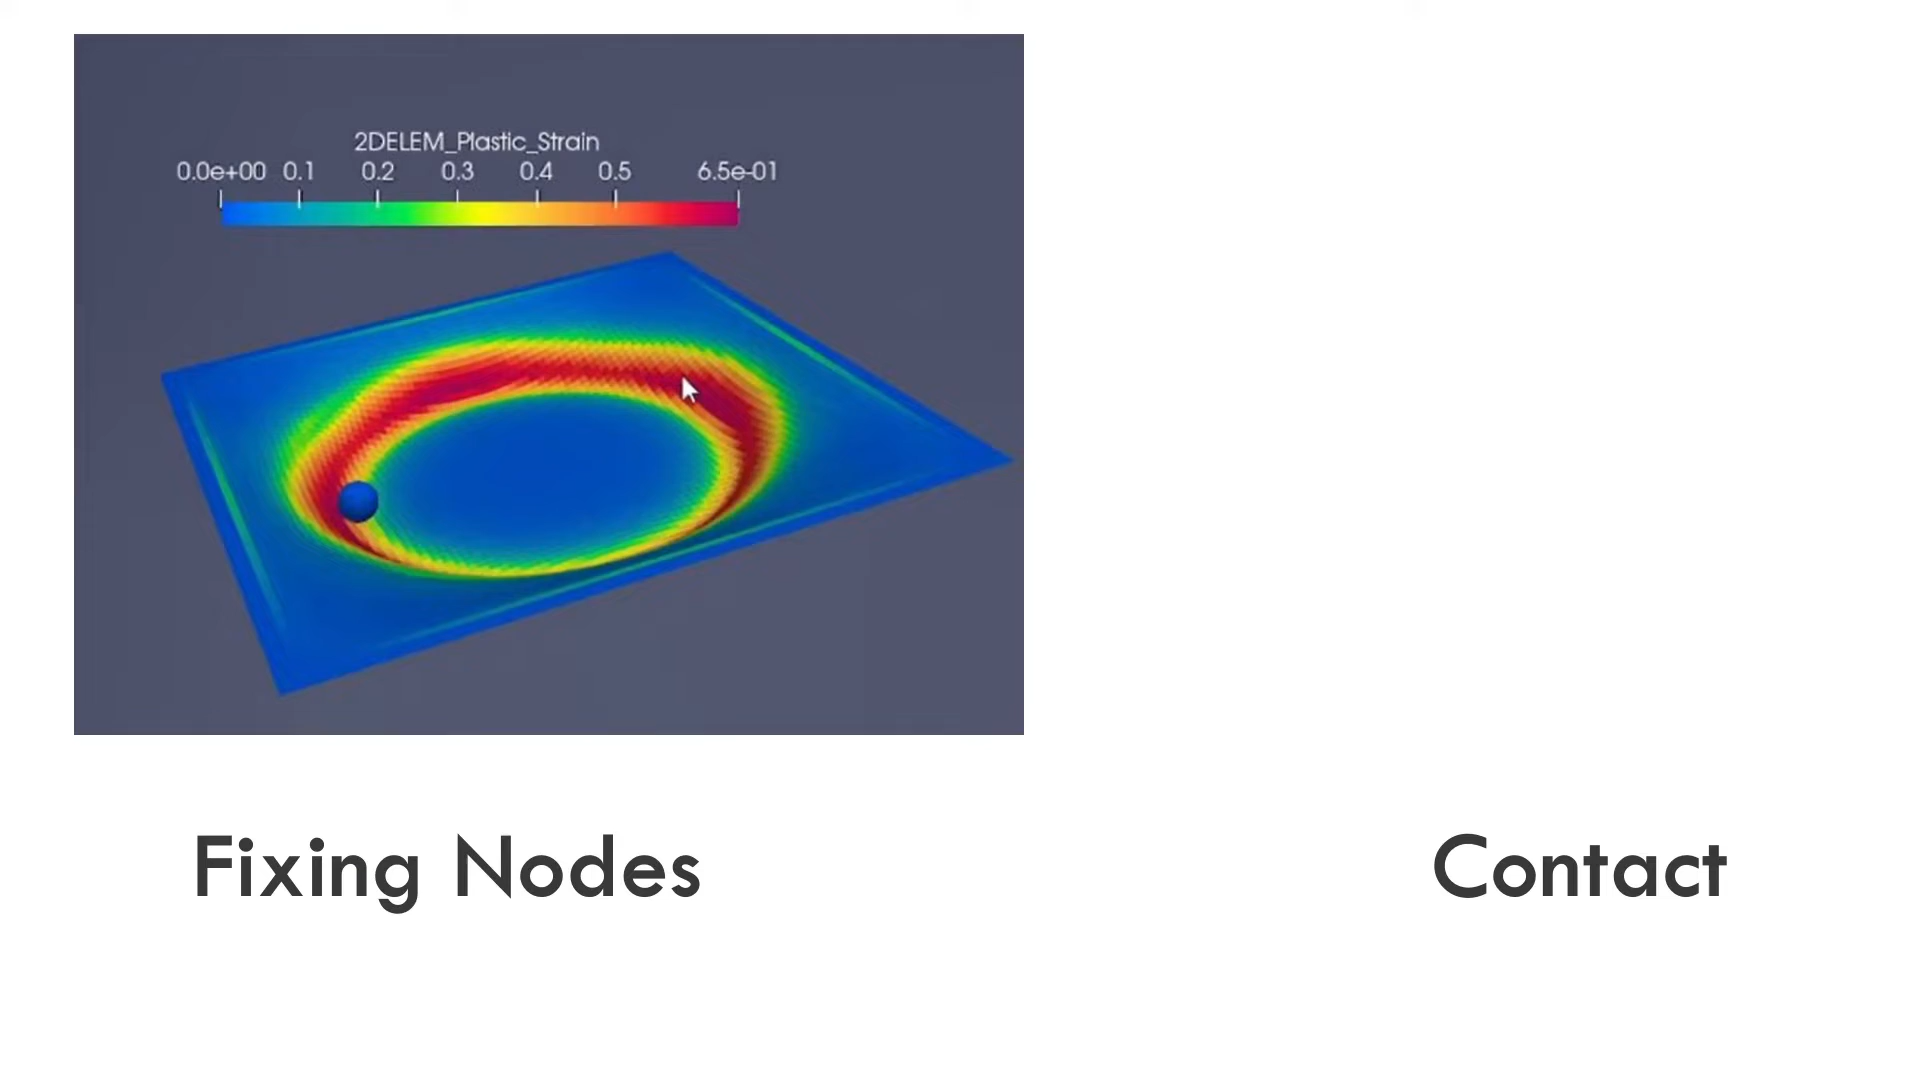 2DELEM_Plastic_Strain
0.0e+00 0.1 0.2 0.3 0.4 0.5 6.5e-01
Fixing Nodes
Contact